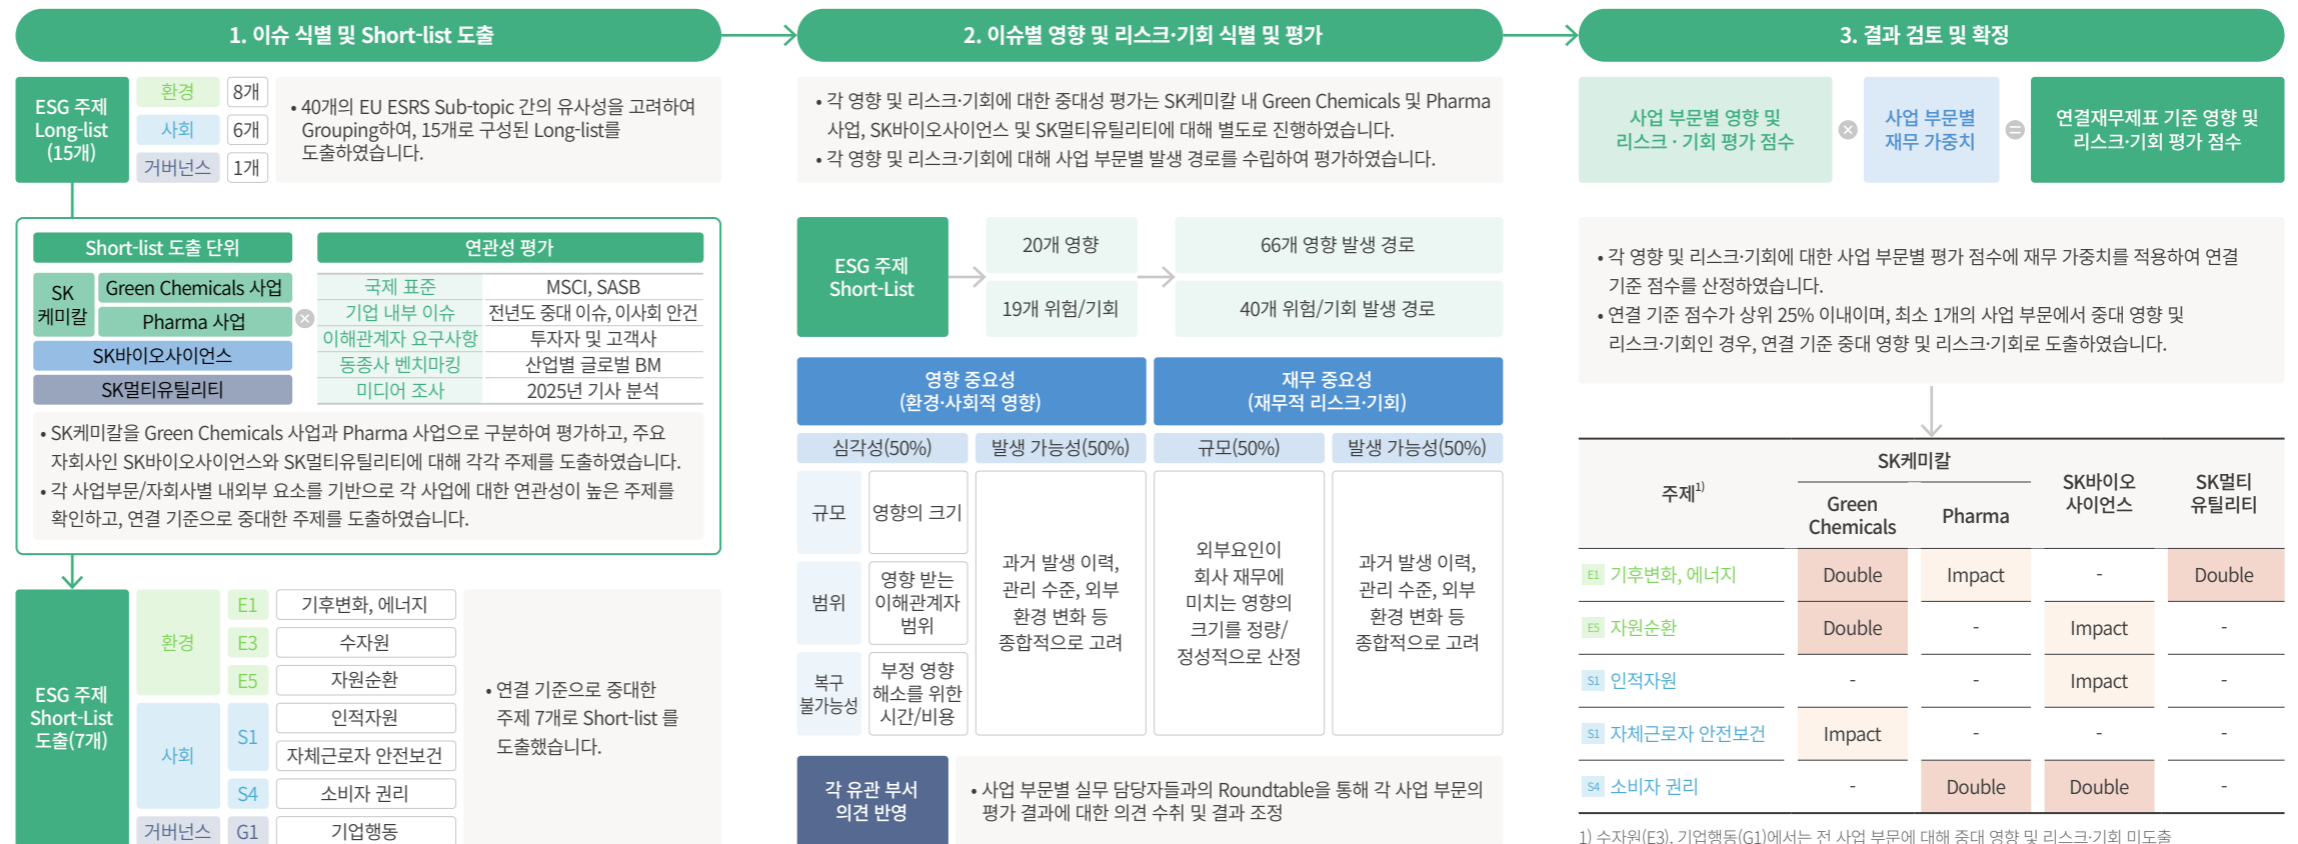 1. 이슈 식별 및 Short-list 도출
ESG 주제
Long-list
(15개)
환경
8개
사회
6개
거버넌스
1개
• 40개의 EU ESRS Sub-topic 간의 유사성을 고려하여
Grouping하여, 15개로 구성된 Long-list를
도출하였습니다.
Short-list 도출 단위
SK
케미칼
Green Chemicals 사업
Pharma 사업
SK바이오사이언스
SK멀티유틸리티
×
연관성 평가
국제 표준
MSCI, SASB
기업 내부 이슈
전년도 중대 이슈, 이사회 안건
이해관계자 요구사항
투자자 및 고객사
동종사 벤치마킹
산업별 글로벌 BM
미디어 조사
2025년 기사 분석
• SK케미칼을 Green Chemicals 사업과 Pharma 사업으로 구분하여 평가하고, 주요
자회사인 SK바이오사이언스와 SK멀티유틸리티에 대해 각각 주제를 도출하였습니다.
• 각 사업부문/자회사별 내외부 요소를 기반으로 각 사업에 대한 연관성이 높은 주제를
확인하고, 연결 기준으로 중대한 주제를 도출하였습니다.
ESG 주제
Short-List
도출(7개)
환경
E1
기후변화, 에너지
E3
수자원
E5
자원순환
사회
S1
인적자원
자체근로자 안전보건
S4
소비자 권리
거버넌스
G1
기업행동
• 연결 기준으로 중대한
주제 7개로 Short-list 를
도출했습니다.
2. 이슈별 영향 및 리스크·기회 식별 및 평가
• 각 영향 및 리스크·기회에 대한 중대성 평가는 SK케미칼 내 Green Chemicals 및 Pharma
사업, SK바이오사이언스 및 SK멀티유틸리티에 대해 별도로 진행하였습니다.
• 각 영향 및 리스크·기회에 대해 사업 부문별 발생 경로를 수립하여 평가하였습니다.
ESG 주제
Short-List
20개 영향
66개 영향 발생 경로
19개 위험/기회
40개 위험/기회 발생 경로
영향 중요성
(환경·사회적 영향)
재무 중요성
(재무적 리스크·기회)
심각성(50%)
발생 가능성(50%)
규모(50%)
발생 가능성(50%)
규모
영향의 크기
범위
영향 받는
이해관계자
범위
복구
불가능성
부정 영향
해소를 위한
시간/비용
과거 발생 이력,
관리 수준, 외부
환경 변화 등
종합적으로 고려
외부요인이
회사 재무에
미치는 영향의
크기를 정량/
정성적으로 산정
과거 발생 이력,
관리 수준, 외부
환경 변화 등
종합적으로 고려
각 유관 부서
의견 반영
• 사업 부문별 실무 담당자들과의 Roundtable을 통해 각 사업 부문의
평가 결과에 대한 의견 수취 및 결과 조정
3. 결과 검토 및 확정
사업 부문별 영향 및
리스크 · 기회 평가 점수
×
사업 부문별
재무 가중치
=
연결재무제표 기준 영향 및
리스크·기회 평가 점수
• 각 영향 및 리스크·기회에 대한 사업 부문별 평가 점수에 재무 가중치를 적용하여 연결
기준 점수를 산정하였습니다.
• 연결 기준 점수가 상위 25% 이내이며, 최소 1개의 사업 부문에서 중대 영향 및
리스크·기회인 경우, 연결 기준 중대 영향 및 리스크·기회로 도출하였습니다.
주제1)
SK케미칼
Green
Chemicals
Pharma
SK바이오
사이언스
SK멀티
유틸리티
E1 기후변화, 에너지 Double Impact - Double
E5 자원순환 Double - Impact -
S1 인적자원 - - Impact -
S1 자체근로자 안전보건 Impact - - -
S4 소비자 권리 - Double Double -
1) 수자원(E3), 기업행동(G1)에서는 전 사업 부문에 대해 중대 영향 및 리스크·기회 미도출